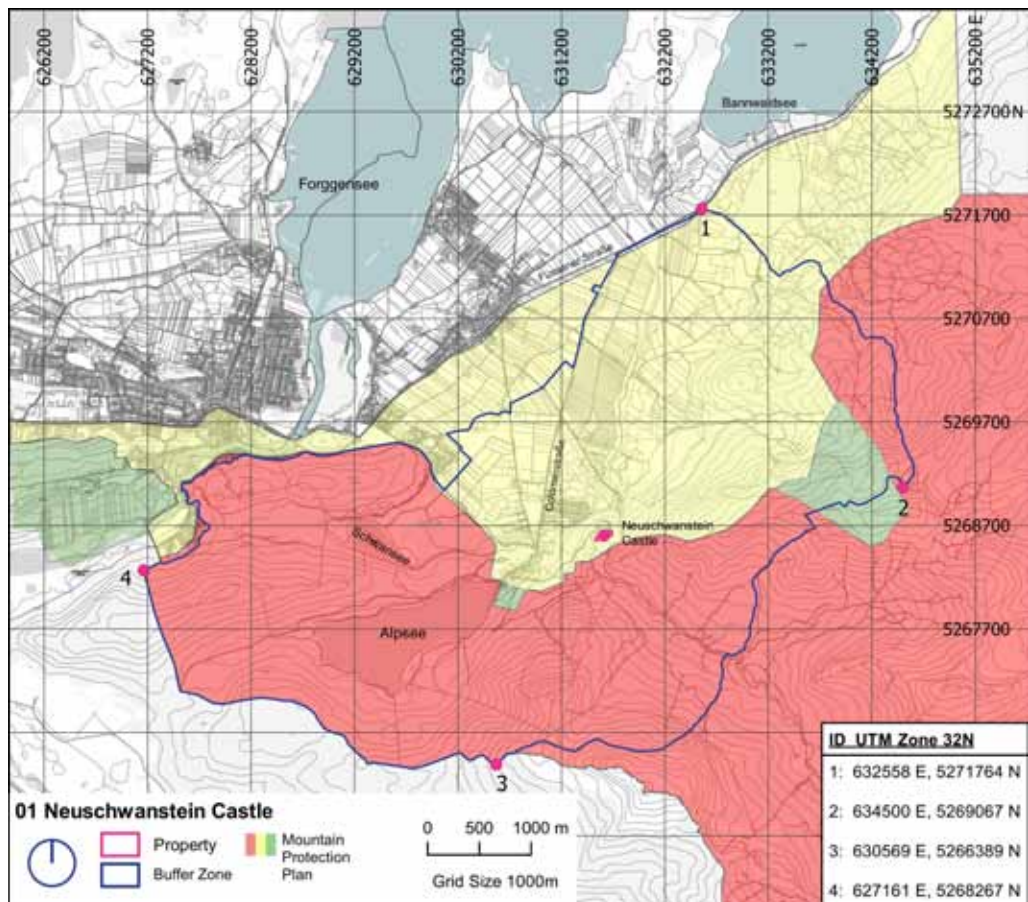 626200
627200
628200
629200
630200
631200
632200
633200
634200
635200 E
Bannwaldsee
5272700 N
Forggensee
5271700
1
5270700
5269700
Colomanstraße
2
Neuschwanstein
Castle
5268700
Schwansee
4
Alpsee
5267700
3
ID UTM Zone 32N
1: 632558 E, 5271764 N
2: 634500 E, 5269067 N
3: 630569 E, 5266389 N
4: 627161 E, 5268267 N
01 Neuschwanstein Castle
Property
Buffer Zone
Mountain
Protection
Plan
0 500 1000 m
Grid Size 1000m